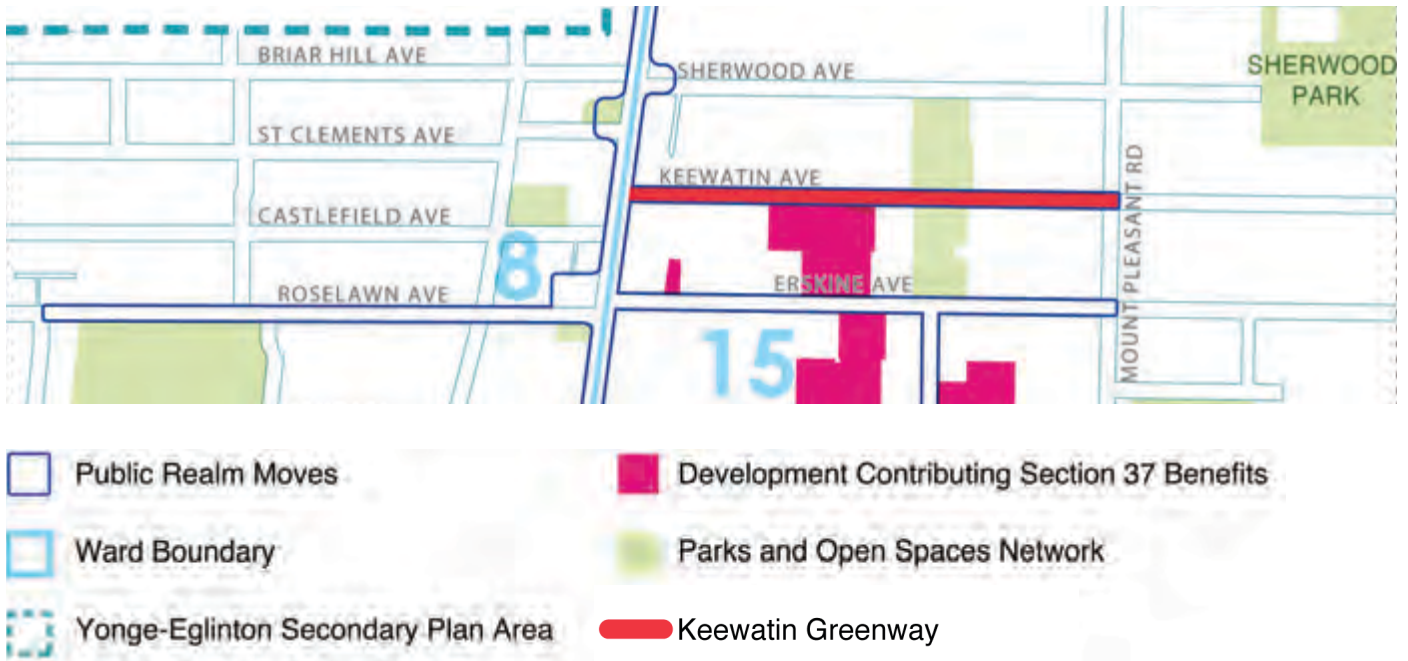 BRIAR HILL AVE
SHERWOOD AVE
SHERWOOD
PARK
ST CLEMENTS AVE
KEEWATIN AVE
CASTLEFIELD AVE
MOUNT PLEASANT RD
8
ERSKINE AVE
ROSELAWN AVE
15
Public Realm Moves
Development Contributing Section 37 Benefits
Ward Boundary
Parks and Open Spaces Network
Yonge-Eglinton Secondary Plan Area
Keewatin Greenway